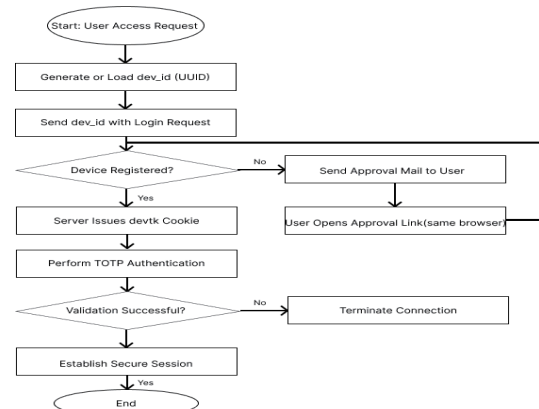 Start: User Access Request
Generate or Load dev_id (UUID)
Send dev_id with Login Request
Device Registered?
No
Send Approval Mail to User
Yes
Server Issues devtk Cookie
User Opens Approval Link(same browser)
Perform TOTP Authentication
Validation Successful?
No
Terminate Connection
Establish Secure Session
Yes
End